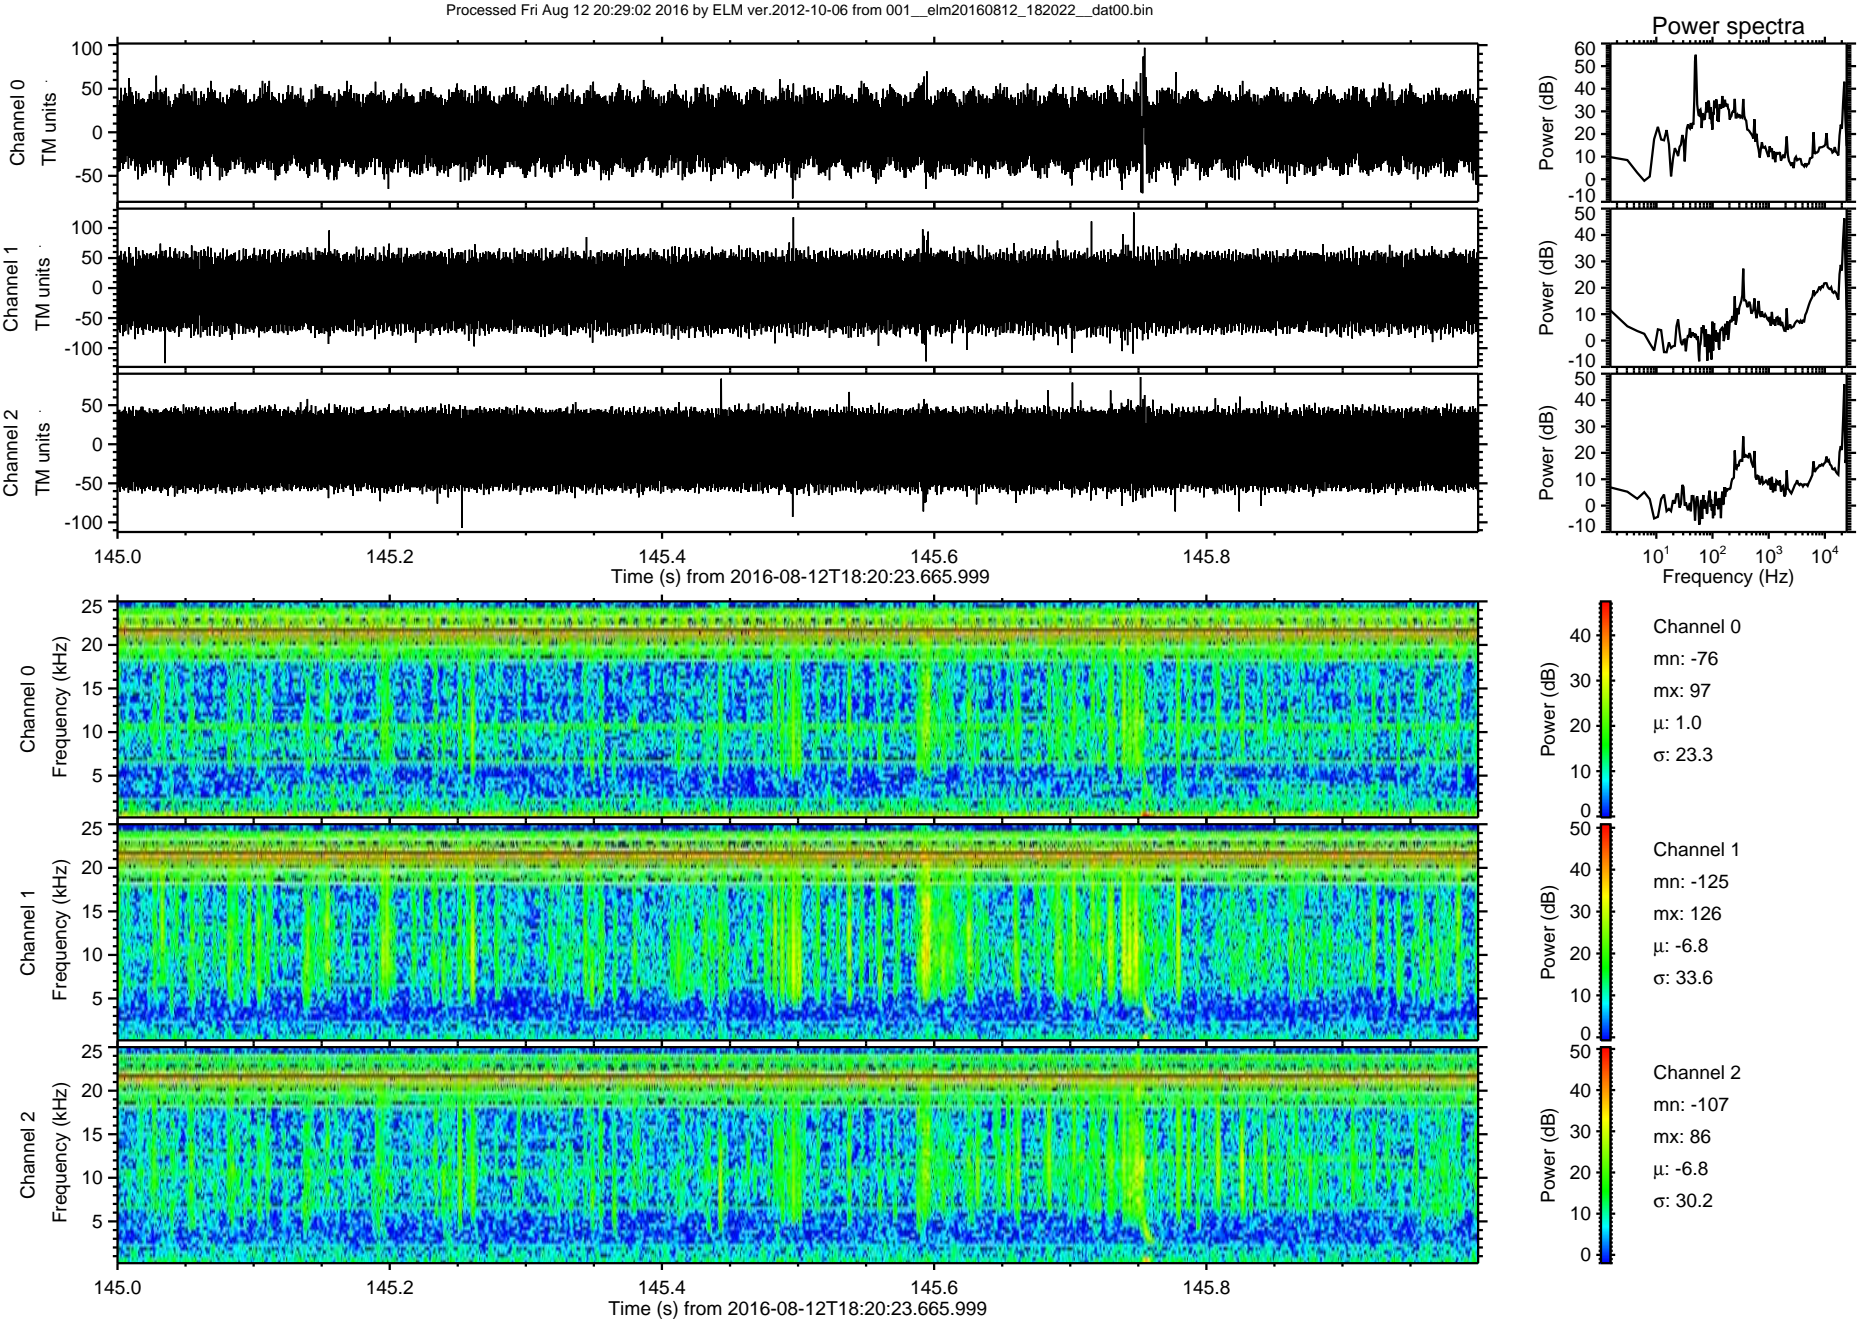 Processed Fri Aug 12 20:29:02 2016 by ELM ver.2012-10-06 from 001__elm20160812_182022__dat00.bin
Power spectra
Channel 0
TM units
100
50
0
-50
Power (dB)
60
50
40
30
20
10
0
-10
Channel 1
TM units
100
50
0
-50
-100
Power (dB)
50
40
30
20
10
0
-10
Channel 2
TM units
50
0
-50
-100
Power (dB)
50
40
30
20
10
0
-10
145.0 145.2 145.4 145.6 145.8
Time (s) from 2016-08-12T18:20:23.665.999
10^1 10^2 10^3 10^4
Frequency (Hz)
Channel 0
Frequency (kHz)
25
20
15
10
5
Power (dB)
40
30
20
10
0
Channel 0
mn: -76
mx: 97
µ: 1.0
σ: 23.3
Channel 1
Frequency (kHz)
25
20
15
10
5
Power (dB)
50
40
30
20
10
0
Channel 1
mn: -125
mx: 126
µ: -6.8
σ: 33.6
Channel 2
Frequency (kHz)
25
20
15
10
5
Power (dB)
50
40
30
20
10
0
Channel 2
mn: -107
mx: 86
µ: -6.8
σ: 30.2
145.0 145.2 145.4 145.6 145.8
Time (s) from 2016-08-12T18:20:23.665.999